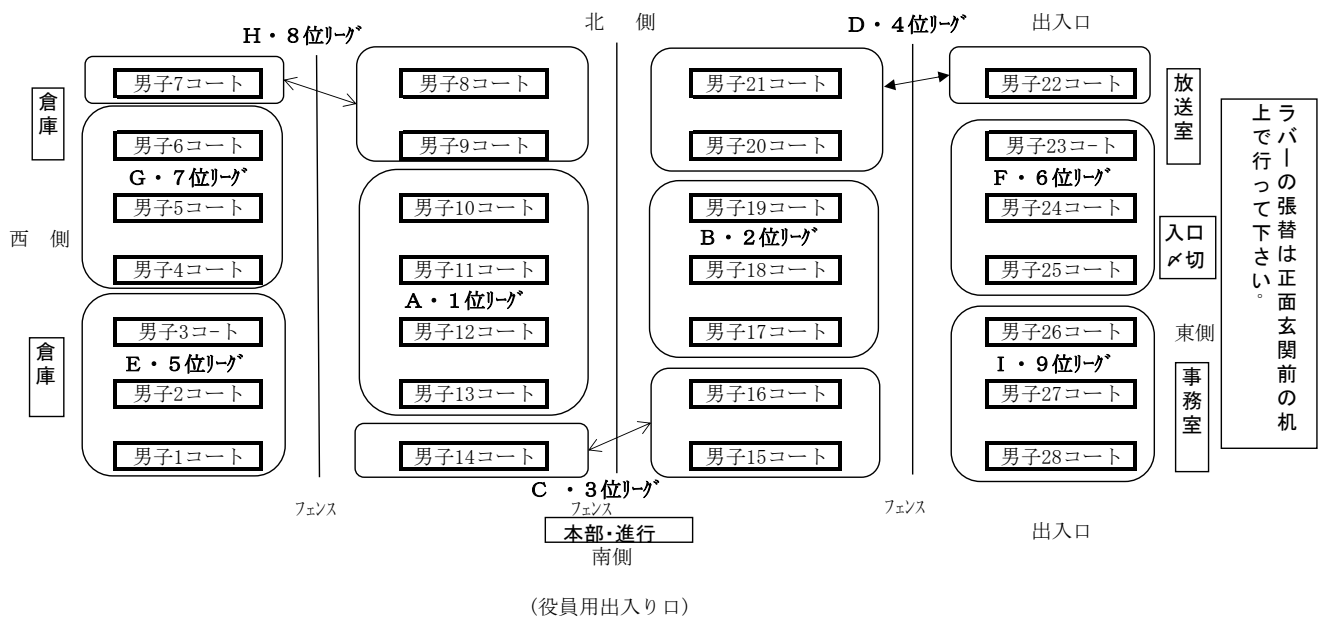 北　側
H・8位ﾘｰｸﾞ
D・4位ﾘｰｸﾞ
出入口
男子7コート
男子8コート
男子21コート
男子22コート
倉庫
放送室
男子6コート
男子9コート
男子20コート
男子23コ-ト
G・7位ﾘｰｸﾞ
F・6位ﾘｰｸﾞ
男子5コート
男子10コート
男子19コート
男子24コート
西　側
B・2位ﾘｰｸﾞ
入口
〆切
男子4コート
男子11コート
男子18コート
男子25コート
A・1位ﾘｰｸﾞ
男子3コ-ト
男子12コート
男子17コート
男子26コート
東側
倉庫
E・5位ﾘｰｸﾞ
I・9位ﾘｰｸﾞ
男子2コート
男子13コート
男子16コート
男子27コート
事務室
男子1コート
男子14コート
男子15コート
男子28コート
ラバーの張替は正面玄関前の机
上で行って下さい。
C ・3位ﾘｰｸﾞ
ﾌｪﾝｽ
ﾌｪﾝｽ
ﾌｪﾝｽ
本部・進行
出入口
南側
(役員用出入り口)